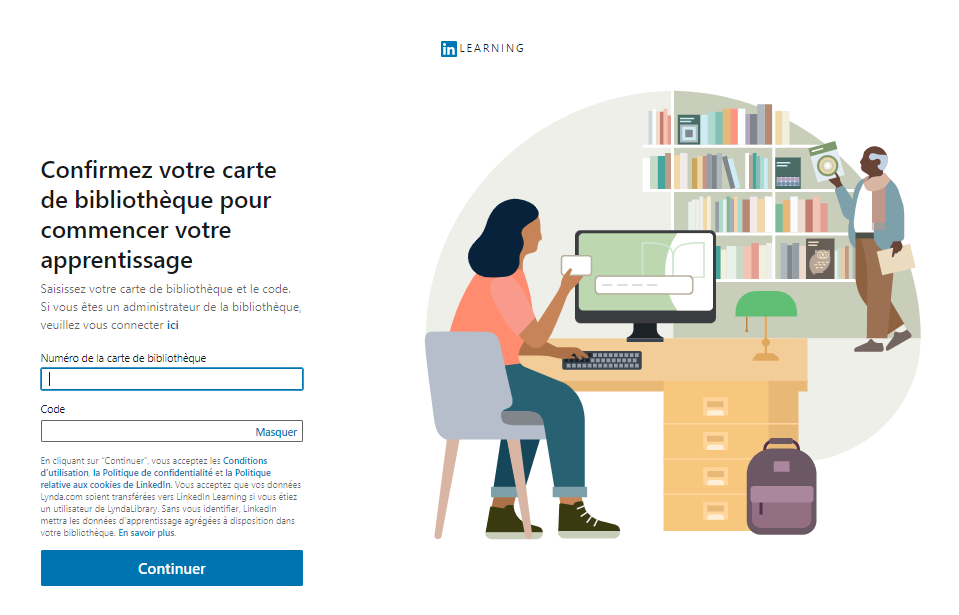 in LEARNING
Confirmez votre carte
de bibliothèque pour
commencer votre
apprentissage
Saisissez votre carte de bibliothèque et le code.
Si vous êtes un administrateur de la bibliothèque,
veuillez vous connecter ici
Numéro de la carte de bibliothèque
Code
Masquer
En cliquant sur "Continuer", vous acceptez les Conditions
d'utilisation, la Politique de confidentialité et la Politique
relative aux cookies de LinkedIn. Vous acceptez que vos données
Lynda.com soient transférées vers LinkedIn Learning si vous étiez
un utilisateur de LyndaLibrary. Sans vous identifier, LinkedIn
mettra les données d'apprentissage agrégées à disposition dans
votre bibliothèque. En savoir plus.
Continuer